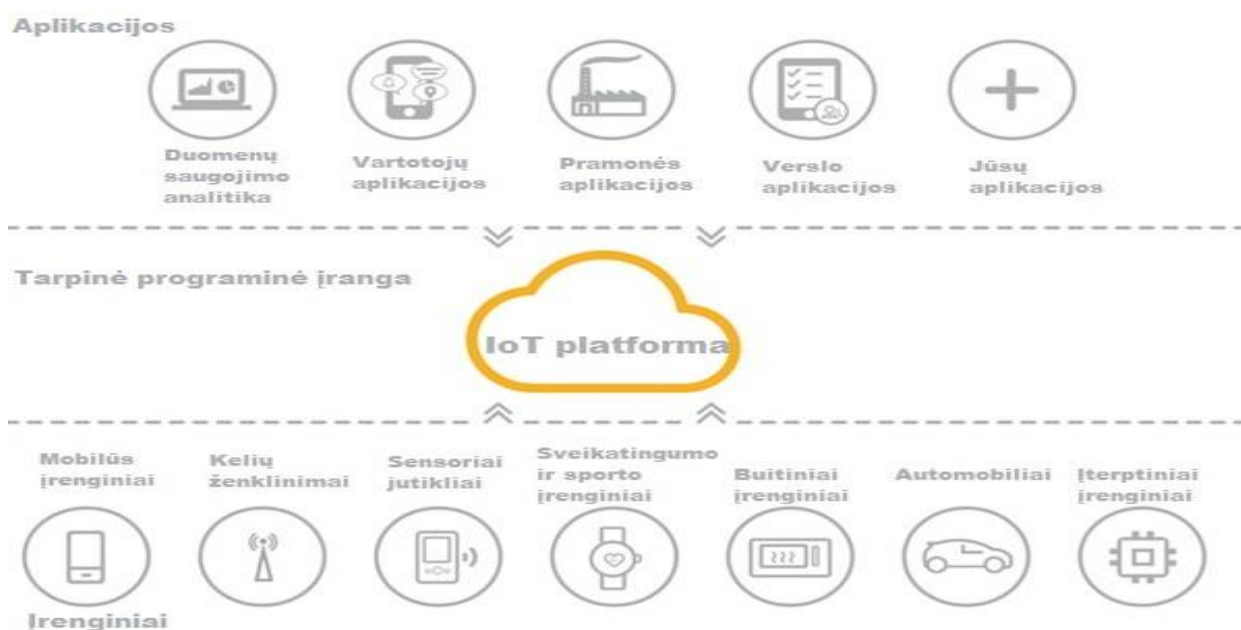 Aplikacijos
Duomenų
saugojimo
analitika
Vartotojų
aplikacijos
Pramonės
aplikacijos
Verslo
aplikacijos
Jūsų
aplikacijos
Tarpinė programinė įranga
IoT platforma
Mobilūs
įrenginiai
Kelių
ženklinimai
Sensoriai
jutikliai
Sveikatingumo
ir sporto
įrenginiai
Buitiniai
įrenginiai
Automobiliai
Įterptiniai
įrenginiai
Įrenginiai